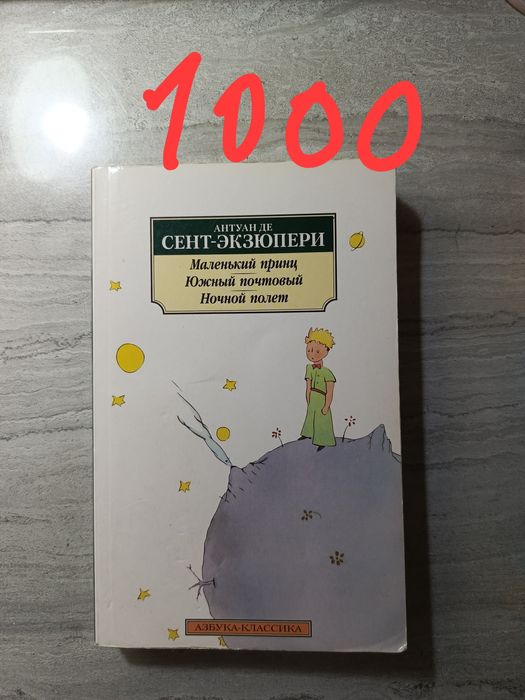 1000
АНТУАН ДЕ
СЕНТ-ЭКЗЮПЕРИ
Маленький принц
Южный почтовый
Ночной полет
АЗБУКА-КЛАССИКА